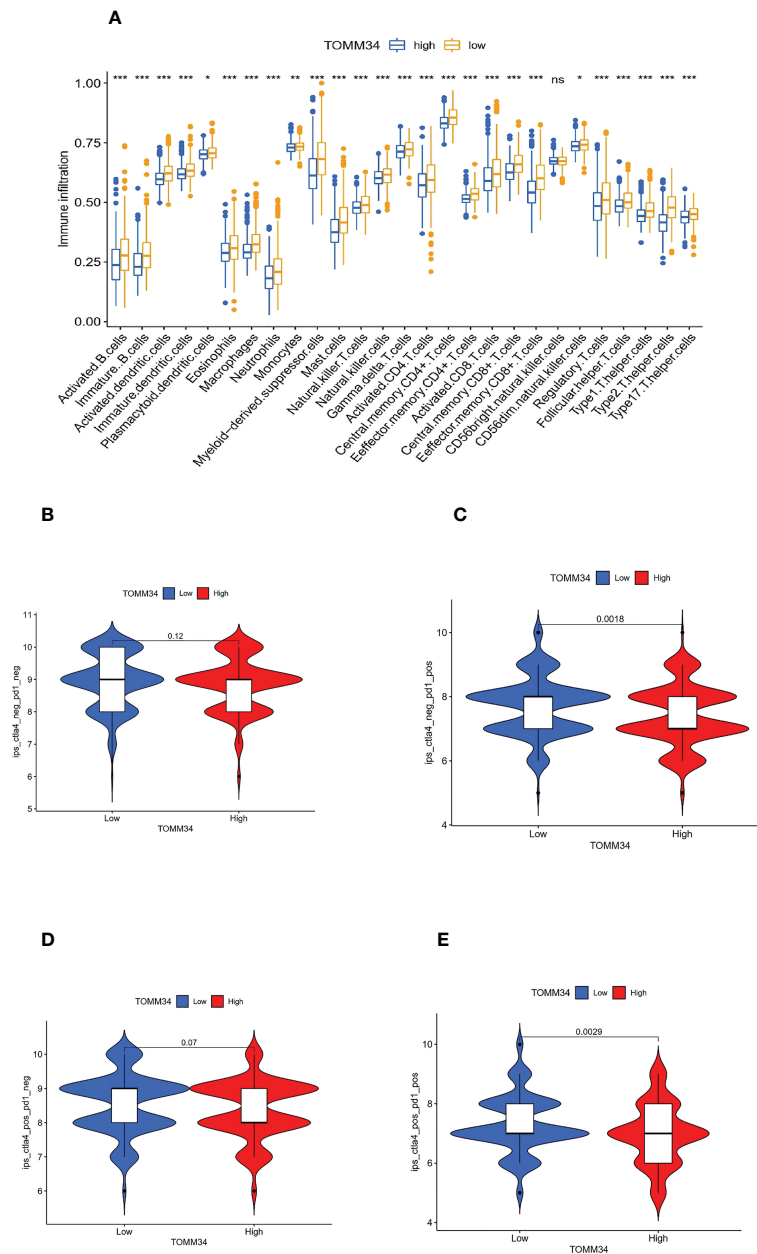 A
TOMM34 high low
*** *** *** *** * *** *** *** ** *** *** *** *** *** *** *** *** *** *** *** ns * *** *** *** *** ***
Immune infiltration
1.00
0.75
0.50
0.25
0.00
Activated.B.cells
Immature..B.cells
Activated.dendritic.cells
Immature.dendritic.cells
Plasmacytoid.dendritic.cells
Eosinophils
Macrophages
Neutrophils
Monocytes
Myeloid−derived.suppressor.cells
Mast.cells
Natural.killer.T.cells
Natural.killer.cells
Gamma.delta.T.cells
Activated.CD4.T.cells
Central.memory.CD4+.T.cells
Eeffector.memory.CD4+.T.cells
Activated.CD8.T.cells
Central.memory.CD8+.T.cells
Eeffector.memory.CD8+.T.cells
CD56bright.natural.killer.cells
CD56dim.natural.killer.cells
Regulatory.T.cells
Follicular.helper.T.cells
Type1.T.helper.cells
Type2.T.helper.cells
Type17.T.helper.cells
B
TOMM34 Low High
ips_ctla4_neg_pd1_neg
11
10
9
8
7
6
5
0.12
Low High
TOMM34
C
TOMM34 Low High
ips_ctla4_neg_pd1_pos
10
8
6
4
0.0018
Low High
TOMM34
D
TOMM34 Low High
ips_ctla4_pos_pd1_neg
10
9
8
7
6
0.07
Low High
TOMM34
E
TOMM34 Low High
ips_ctla4_pos_pd1_pos
10
8
6
4
0.0029
Low High
TOMM34